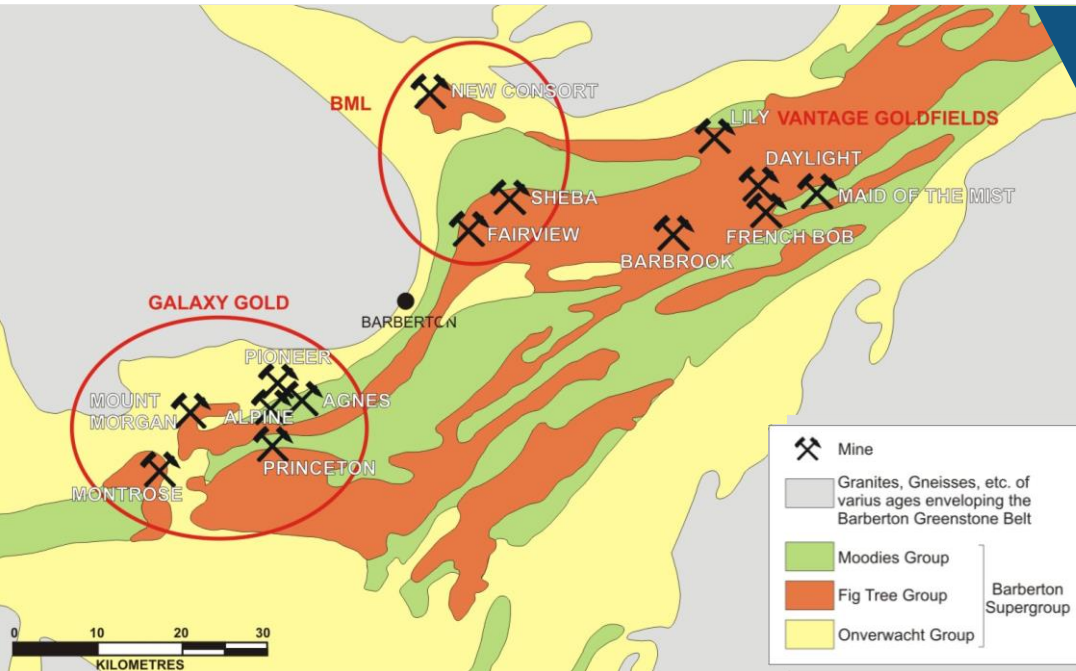 NEW CONSORT
BML
LILY
VANTAGE GOLDFIELDS
DAYLIGHT
MAID OF THE MIST
SHEBA
FAIRVIEW
FRENCH BOB
BARBROOK
GALAXY GOLD
BARBERTON
PIONEER
MOUNT
MORGAN
ALPINE
AGNES
PRINCETON
MONTROSE
Mine
Granites, Gneisses, etc. of
varius ages enveloping the
Barberton Greenstone Belt
Moodies Group
Fig Tree Group
Onverwacht Group
Barberton
Supergroup
0 10 20 30
KILOMETRES